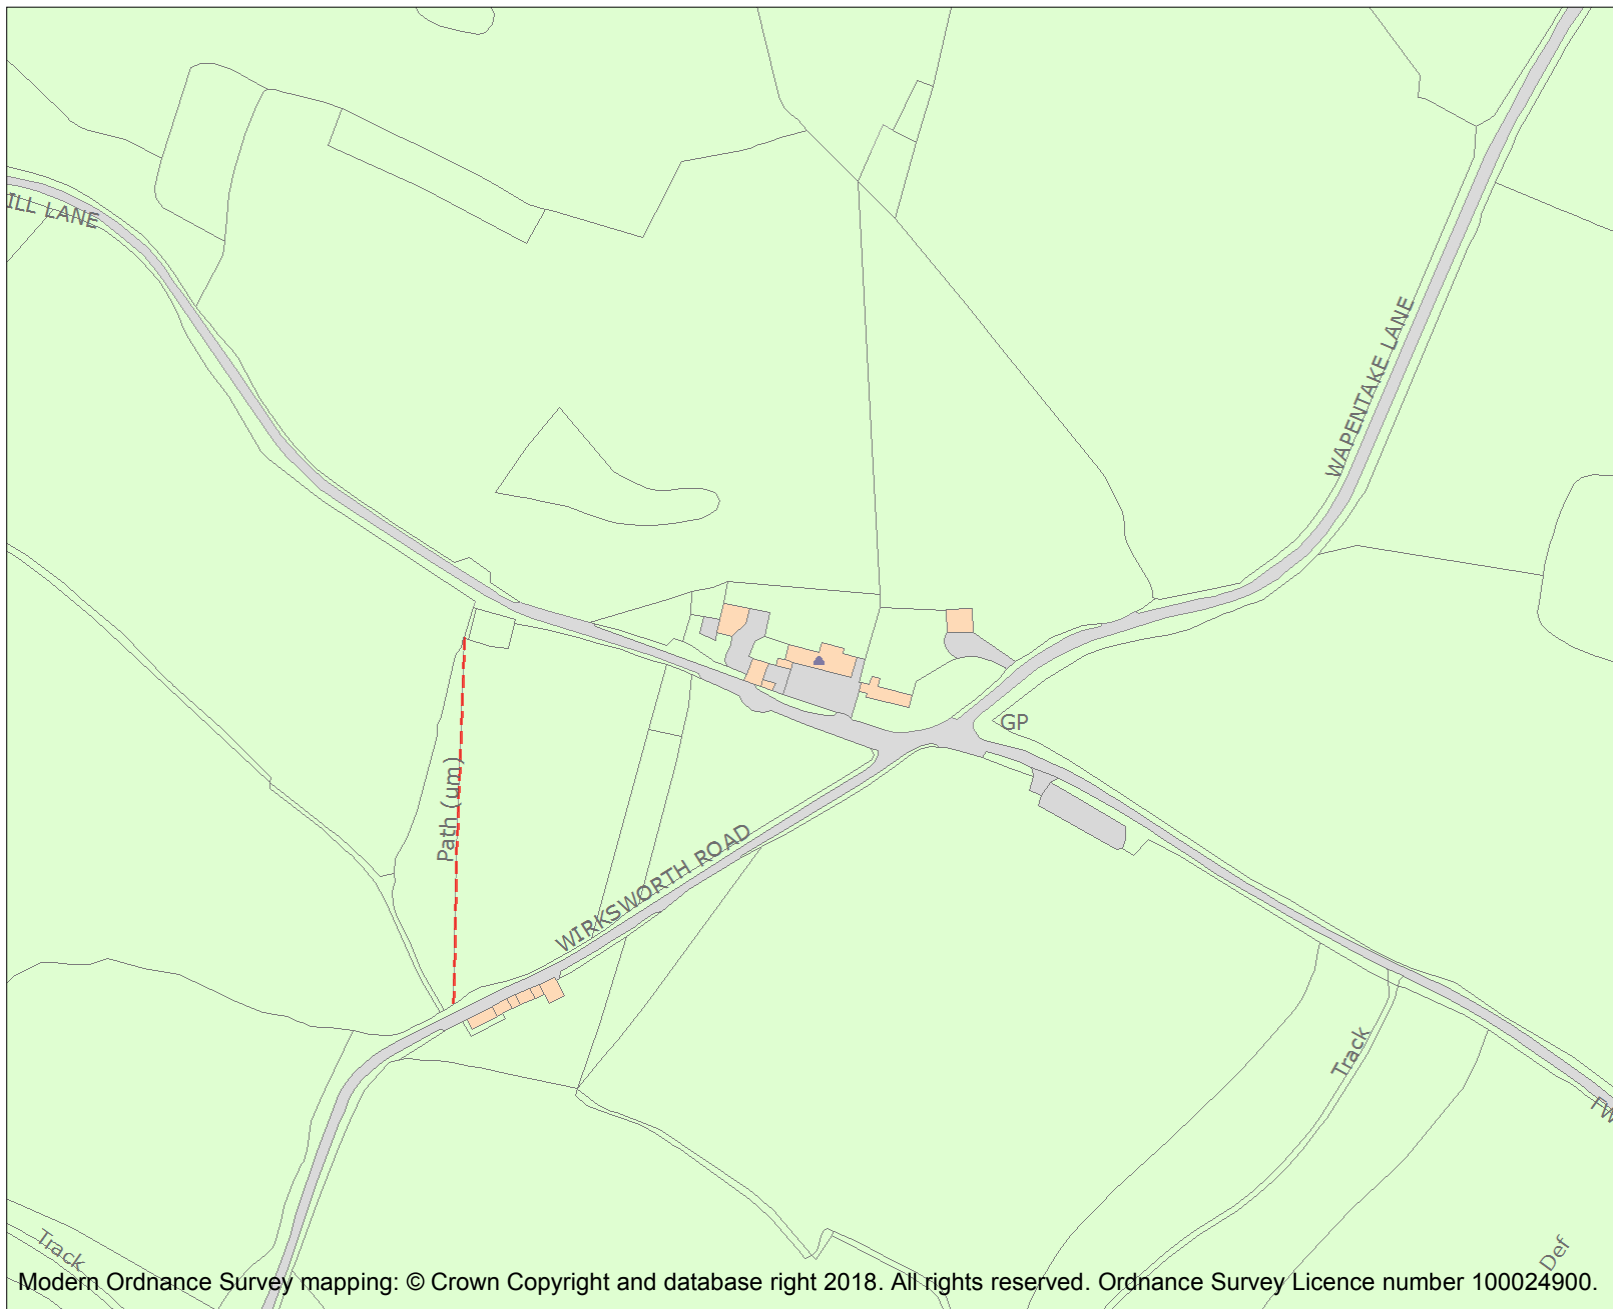 ILL LANE
WAPENTAKE LANE
GP
Path (um)
WIRKSWORTH ROAD
Track
FW
Track
Def
Modern Ordnance Survey mapping: © Crown Copyright and database right 2018. All rights reserved. Ordnance Survey Licence number 100024900.